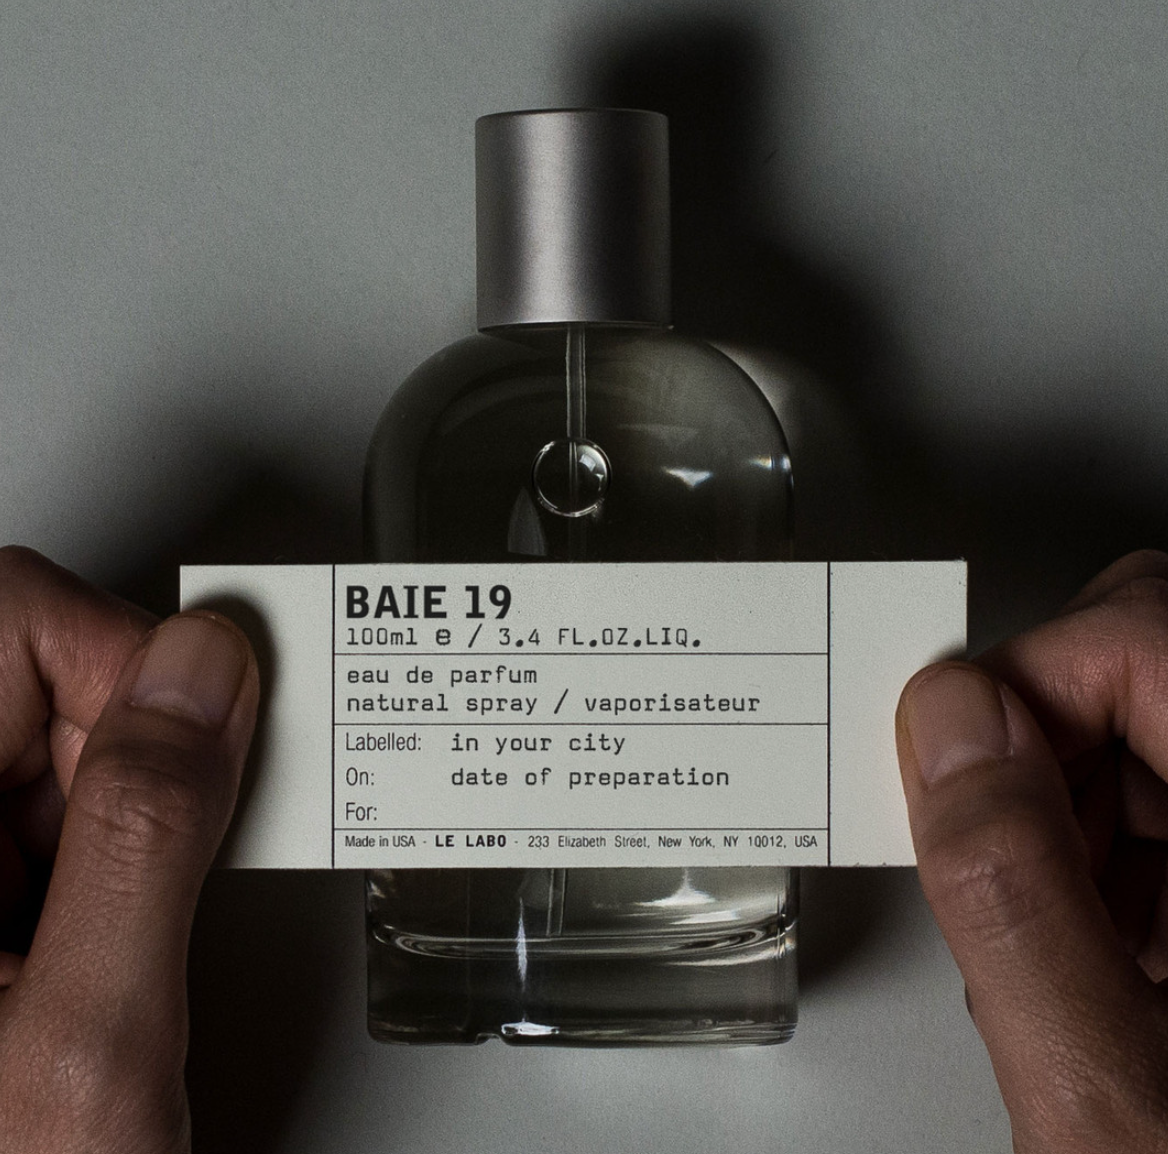 BAIE 19
100ml e / 3.4 FL.OZ.LIQ.
eau de parfum
natural spray / vaporisateur
Labelled: in your city
On: date of preparation
For:
Made in USA - LE LABO - 233 Elizabeth Street, New York, NY 10012, USA